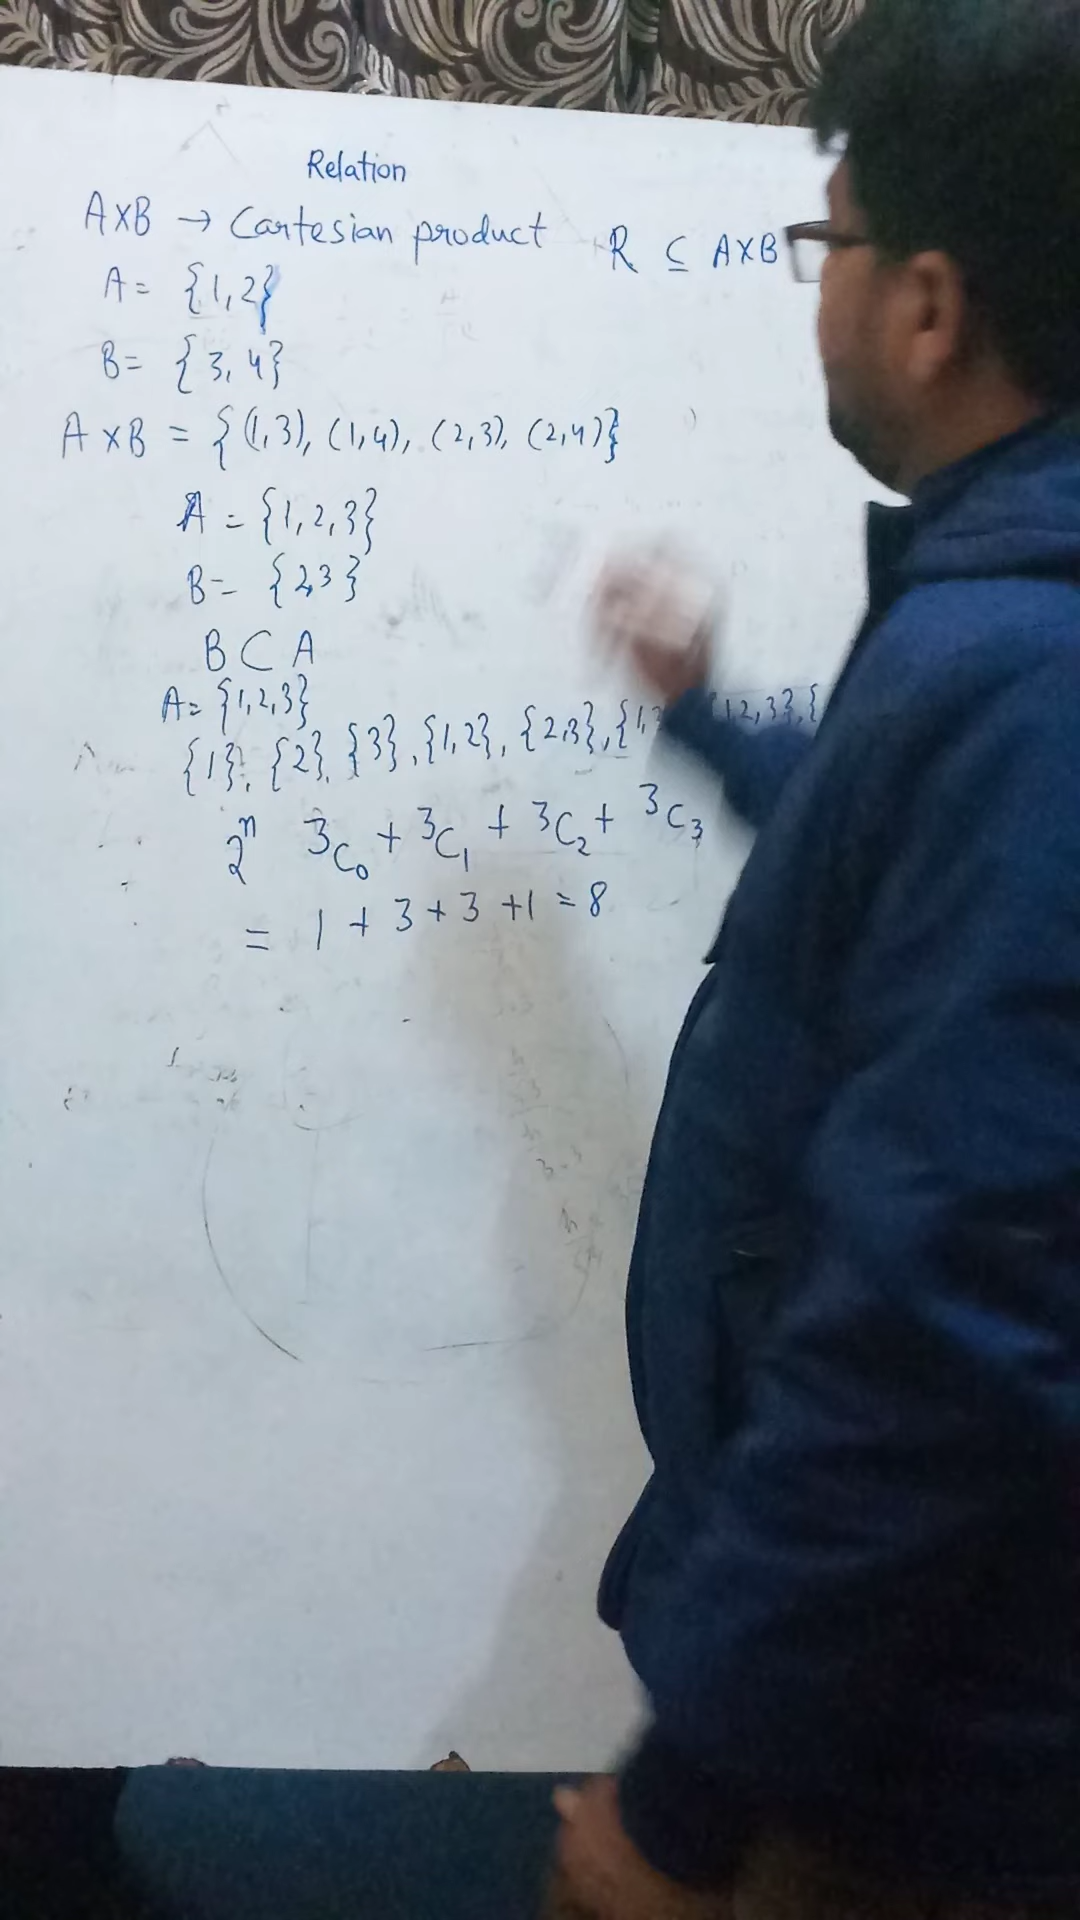 Relation
A×B → Cartesian product R ⊆ A×B
A= {1,2}
B= {3,4}
A×B = {(1,3), (1,4), (2,3), (2,4)}
A = {1,2,3}
B= {2,3}
B⊂A
A= {1,2,3}
{1}, {2}, {3}, {1,2}, {2,3}, {1, 1 2,3}, {
2ⁿ ³C₀ + ³C₁ + ³C₂ + ³C₃
= 1 + 3 + 3 + 1 = 8